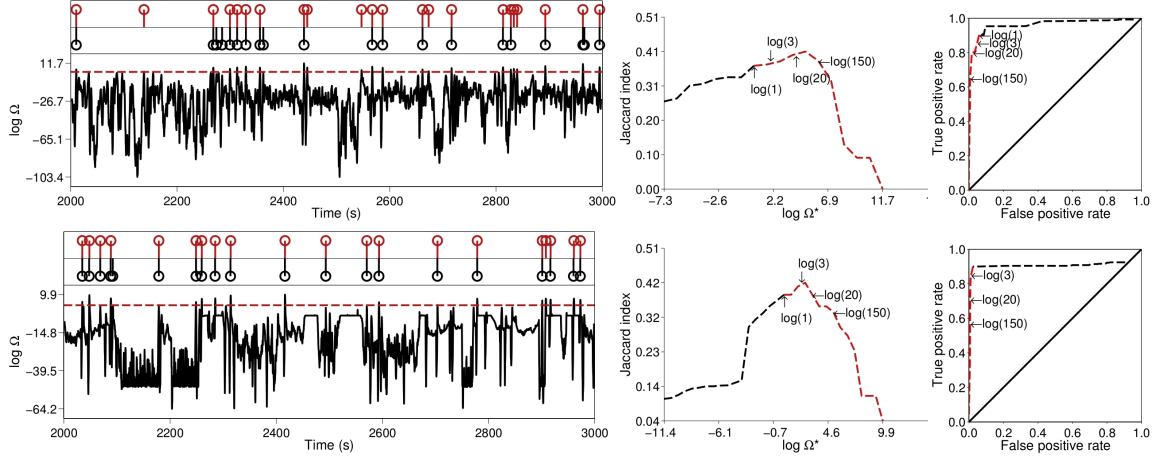 11.7
−26.7
−65.1
−103.4
log Ω
2000
2200
2400
2600
2800
3000
Time (s)
0.51
0.41
0.31
0.20
0.10
0.00
Jaccard index
log(3)
log(150)
log(20)
log(1)
−7.3
−2.6
2.2
6.9
11.7
log Ω*
1.0
0.8
0.6
0.4
0.2
0.0
True positive rate
log(1)
log(3)
log(20)
log(150)
0.0
0.2
0.4
0.6
0.8
1.0
False positive rate
9.9
−14.8
−39.5
−64.2
log Ω
2000
2200
2400
2600
2800
3000
Time (s)
0.51
0.42
0.32
0.23
0.14
0.04
Jaccard index
log(3)
log(20)
log(1)
log(150)
−11.4
−6.1
−0.7
4.6
9.9
log Ω*
1.0
0.8
0.6
0.4
0.2
0.0
True positive rate
log(3)
log(20)
log(150)
0.0
0.2
0.4
0.6
0.8
1.0
False positive rate